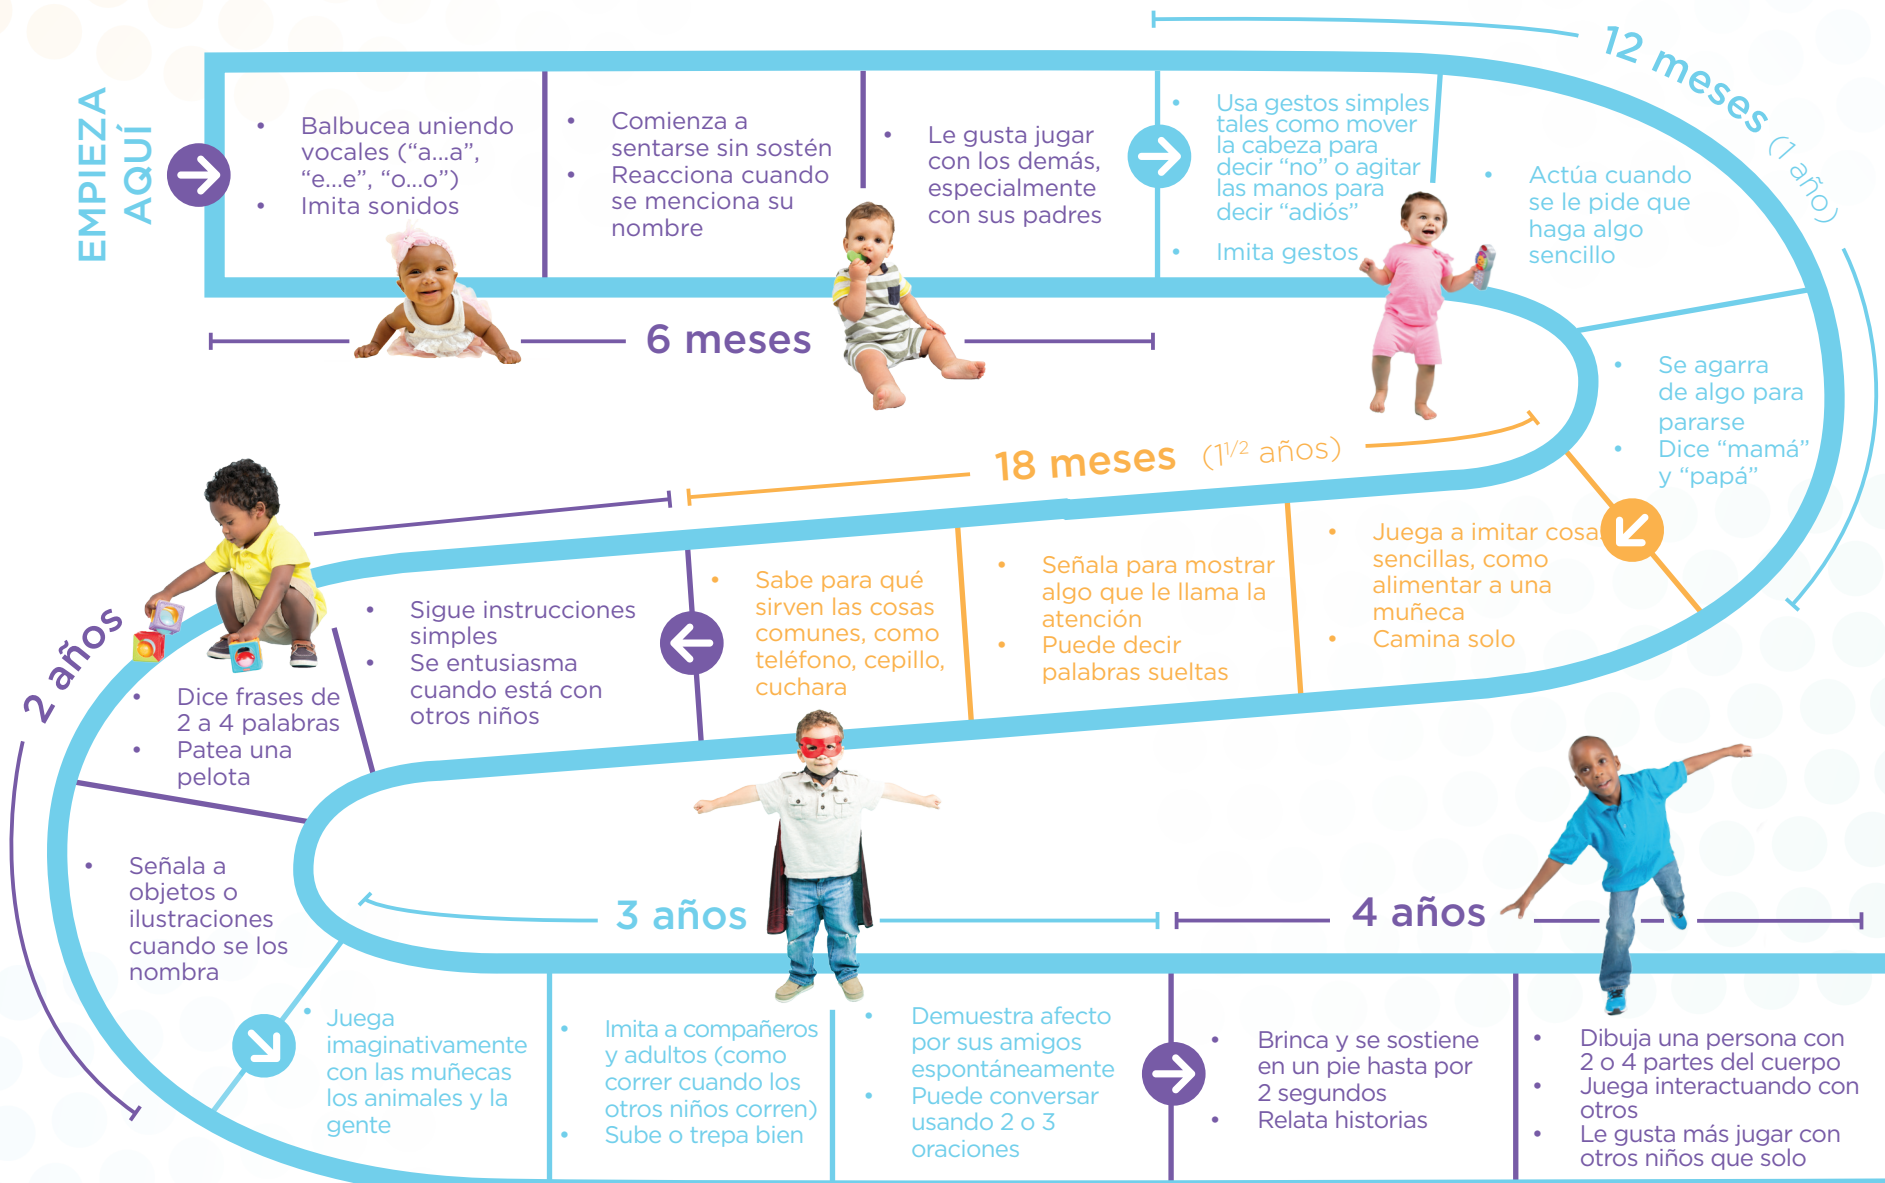 EMPIEZA
AQUÍ
• Balbucea uniendo
vocales (“a...a”,
“e...e”, “o...o”)
• Imita sonidos
• Comienza a
sentarse sin sostén
• Reacciona cuando
se menciona su
nombre
• Le gusta jugar
con los demás,
especialmente
con sus padres
6 meses
12 meses (1 año)
• Usa gestos simples
tales como mover
la cabeza para
decir “no” o agitar
las manos para
decir “adiós”
• Imita gestos
• Actúa cuando
se le pide que
haga algo
sencillo
• Se agarra
de algo para
pararse
• Dice “mamá”
y “papá”
18 meses (1 1/2 años)
• Juega a imitar cosas
sencillas, como
alimentar a una
muñeca
• Camina solo
• Señala para mostrar
algo que le llama la
atención
• Puede decir
palabras sueltas
• Sabe para qué
sirven las cosas
comunes, como
teléfono, cepillo,
cuchara
2 años
• Sigue instrucciones
simples
• Se entusiasma
cuando está con
otros niños
• Dice frases de
2 a 4 palabras
• Patea una
pelota
• Señala a
objetos o
ilustraciones
cuando se los
nombra
3 años
• Juega
imaginativamente
con las muñecas
los animales y la
gente
• Imita a compañeros
y adultos (como
correr cuando los
otros niños corren)
• Sube o trepa bien
• Demuestra afecto
por sus amigos
espontáneamente
• Puede conversar
usando 2 o 3
oraciones
4 años
• Brinca y se sostiene
en un pie hasta por
2 segundos
• Relata historias
• Dibuja una persona con
2 o 4 partes del cuerpo
• Juega interactuando con
otros
• Le gusta más jugar con
otros niños que solo